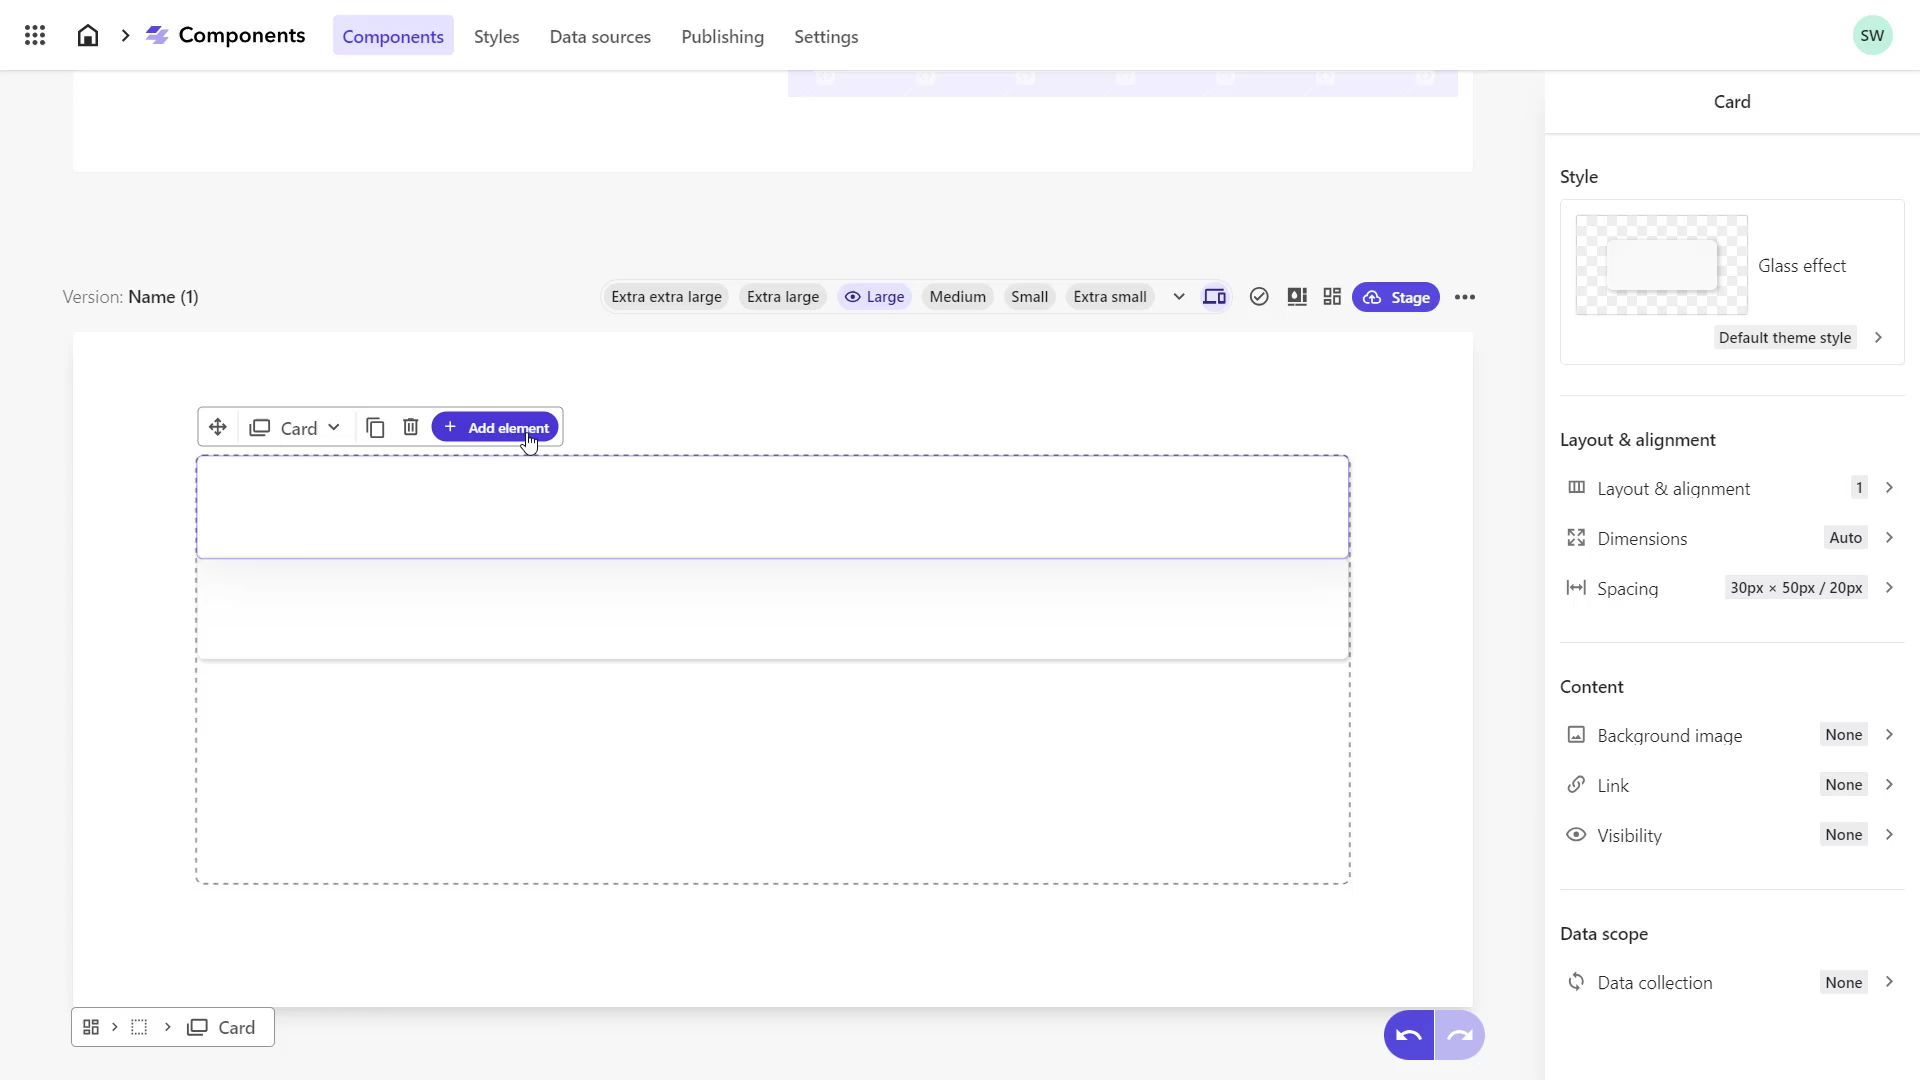 Components
Components
Styles
Data sources
Publishing
Settings
SW
Card
Style
Glass effect
Default theme style
Version: Name (1)
Extra extra large
Extra large
Large
Medium
Small
Extra small
Stage
Card
Add element
Layout & alignment
Layout & alignment
1
Dimensions
Auto
Spacing
30px × 50px / 20px
Content
Background image
None
Link
None
Visibility
None
Data scope
Data collection
None
Card